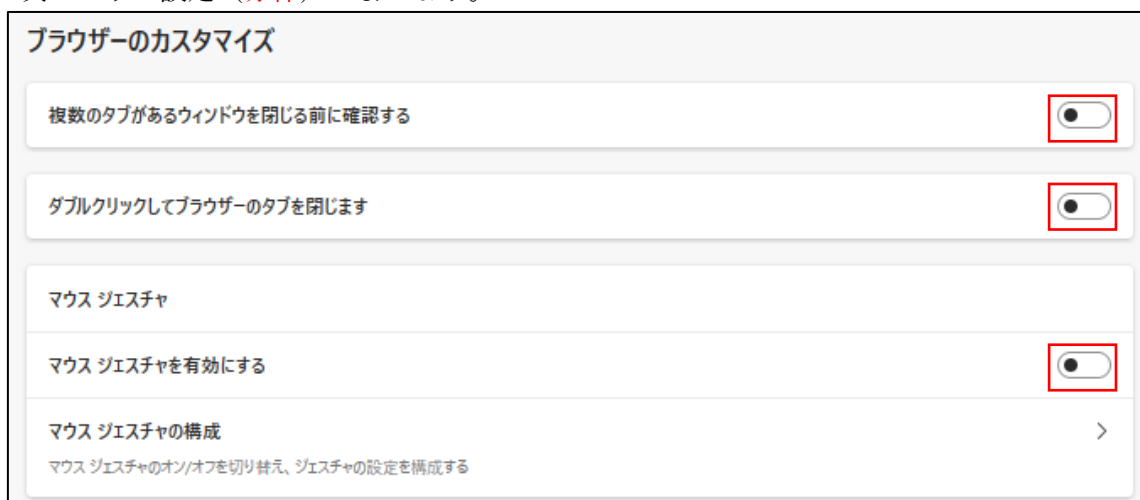 ブラウザーのカスタマイズ
複数のタブがあるウィンドウを閉じる前に確認する
ダブルクリックしてブラウザーのタブを閉じます
マウス ジェスチャ
マウス ジェスチャを有効にする
マウス ジェスチャの構成
マウス ジェスチャのオン/オフを切り替え、ジェスチャの設定を構成する